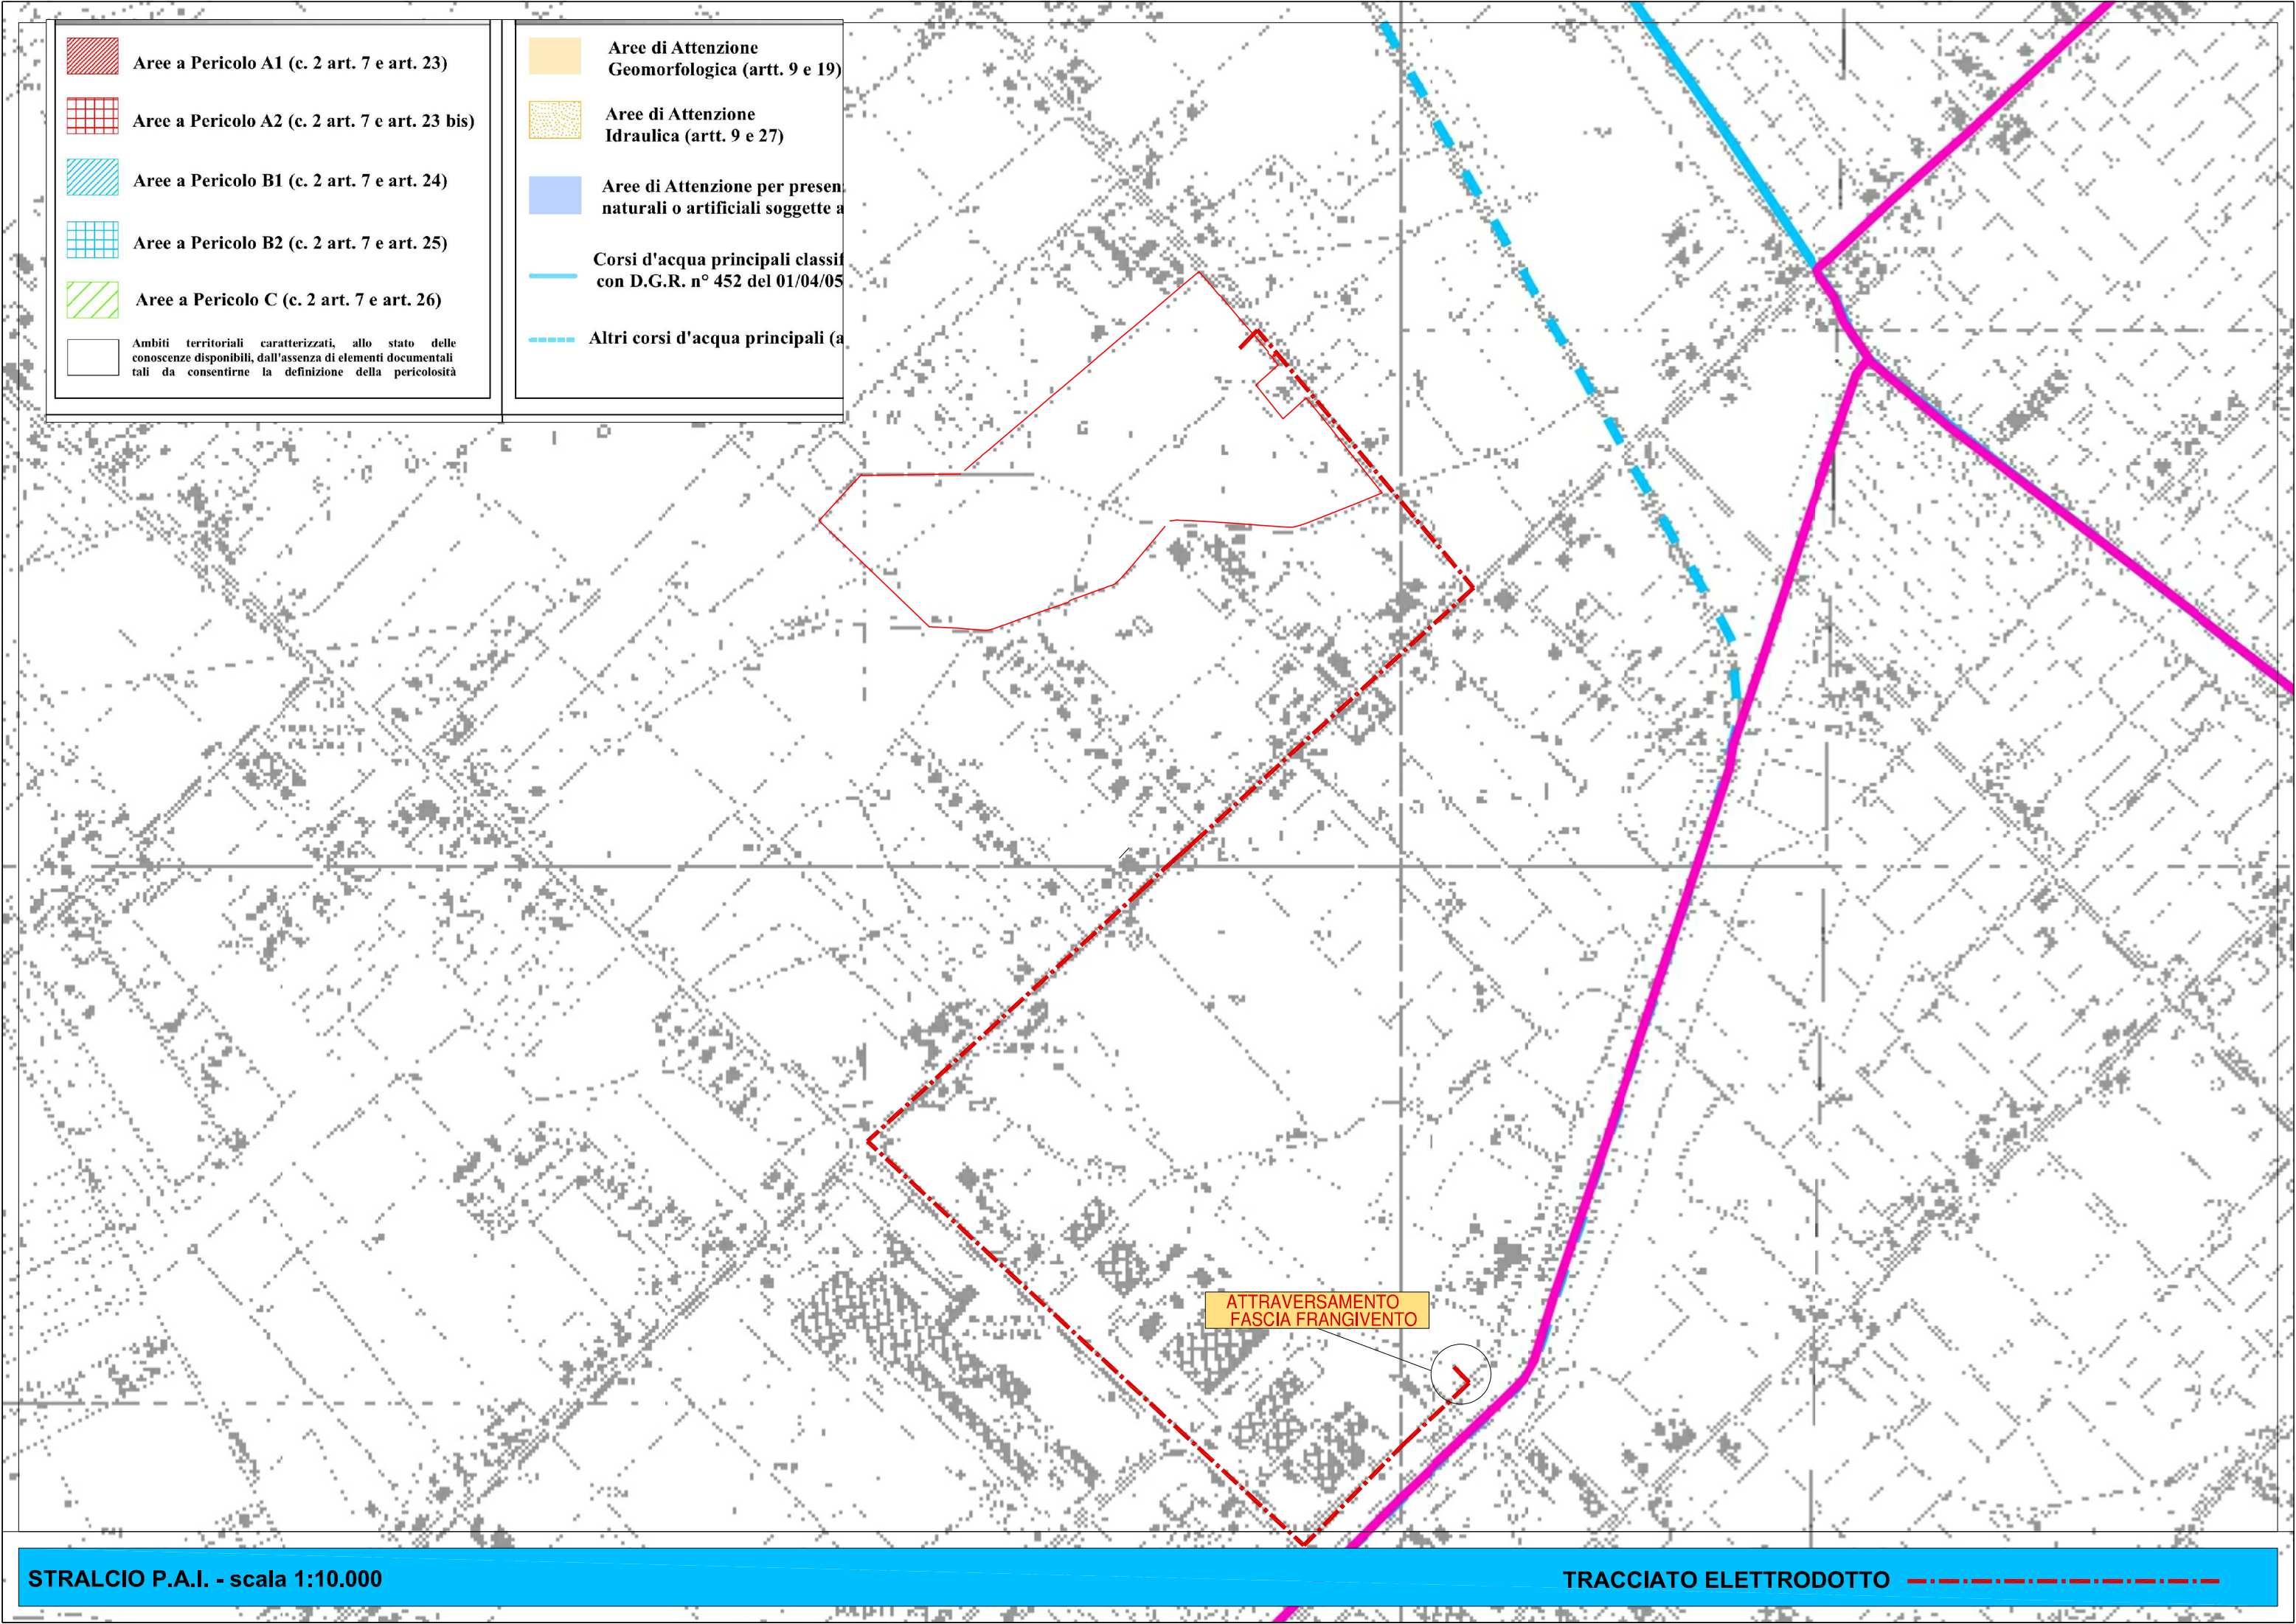 Aree a Pericolo A1 (c. 2 art. 7 e art. 23)
Aree a Pericolo A2 (c. 2 art. 7 e art. 23 bis)
Aree a Pericolo B1 (c. 2 art. 7 e art. 24)
Aree a Pericolo B2 (c. 2 art. 7 e art. 25)
Aree a Pericolo C (c. 2 art. 7 e art. 26)
Ambiti territoriali caratterizzati, allo stato delle
conoscenze disponibili, dall'assenza di elementi documentali
tali da consentirne la definizione della pericolosità
Aree di Attenzione
Geomorfologica (artt. 9 e 19)
Aree di Attenzione
Idraulica (artt. 9 e 27)
Aree di Attenzione per presen
naturali o artificiali soggette a
Corsi d'acqua principali classif
con D.G.R. n° 452 del 01/04/05
Altri corsi d'acqua principali (a
ATTRAVERSAMENTO
FASCIA FRANGIVENTO
STRALCIO P.A.I. - scala 1:10.000
TRACCIATO ELETTRODOTTO